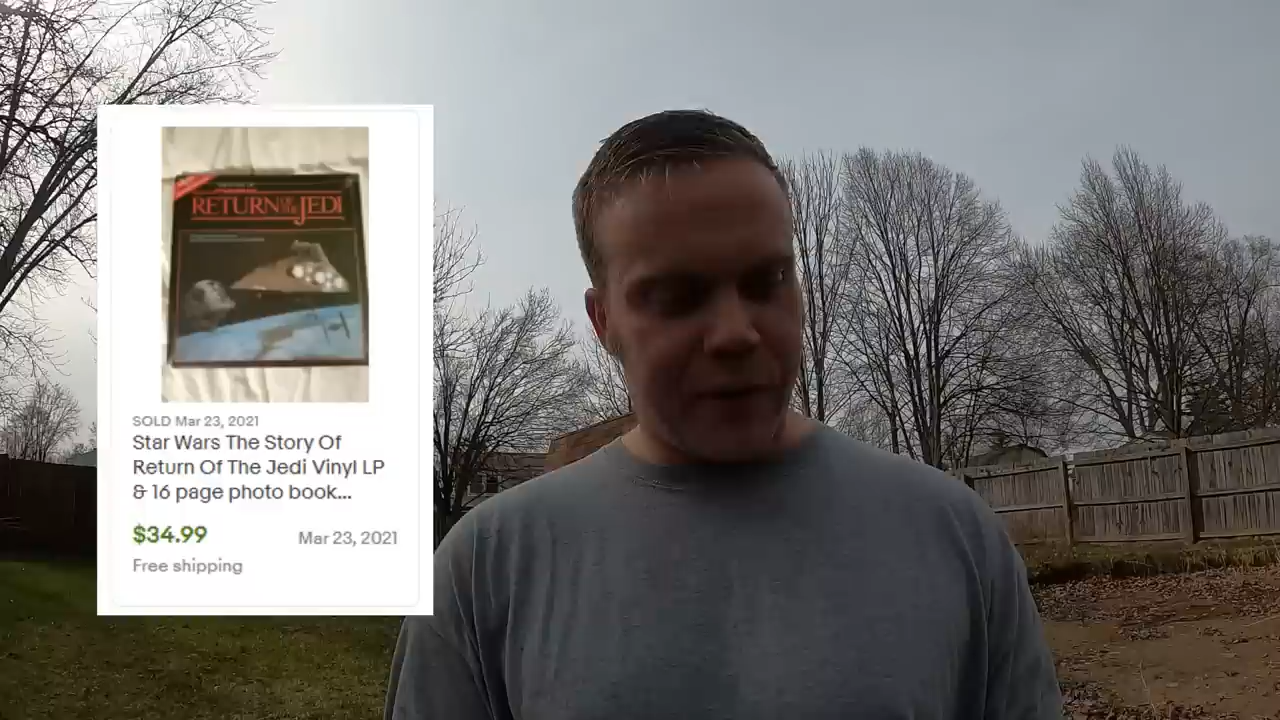 RETURN OF THE JEDI
SOLD Mar 23, 2021
Star Wars The Story Of
Return Of The Jedi Vinyl LP
& 16 page photo book...
$34.99
Mar 23, 2021
Free shipping